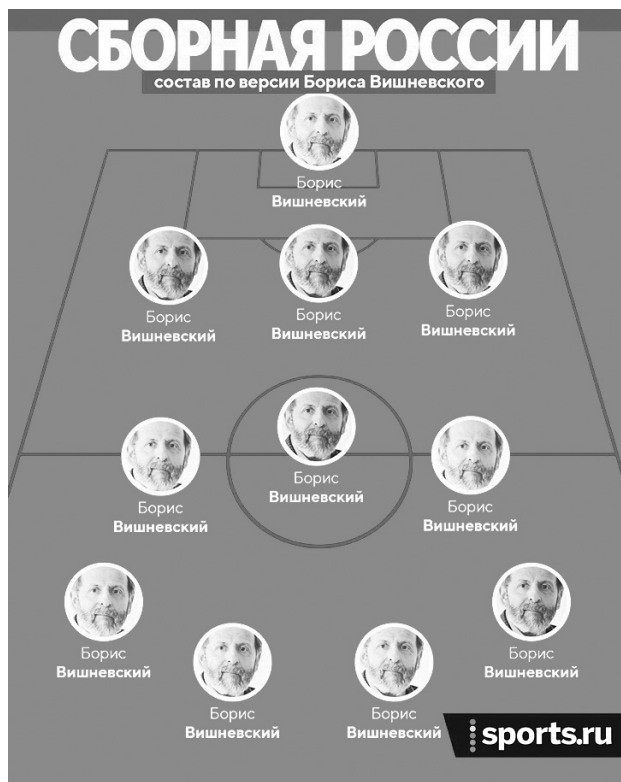 СБОРНАЯ РОССИИ
состав по версии Бориса Вишневского
Борис
Вишневский
Борис
Вишневский
Борис
Вишневский
Борис
Вишневский
Борис
Вишневский
Борис
Вишневский
Борис
Вишневский
Борис
Вишневский
Борис
Вишневский
Борис
Вишневский
Борис
Вишневский
sports.ru